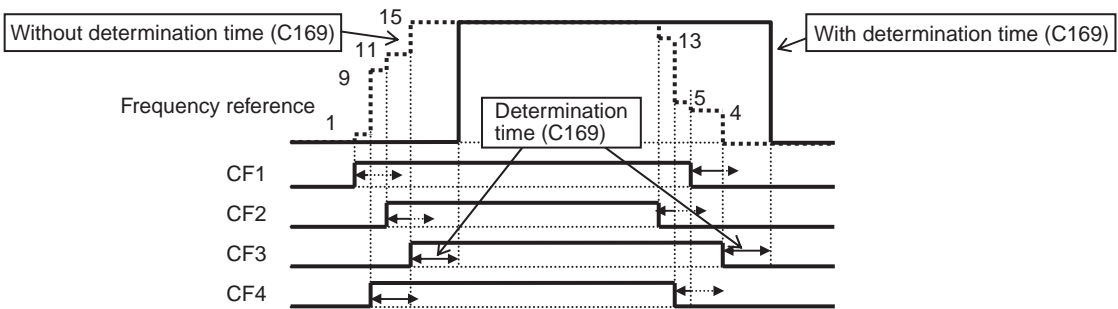 Without determination time (C169)
15
11
9
1
Frequency reference
13
5
4
With determination time (C169)
Determination
time (C169)
CF1
CF2
CF3
CF4